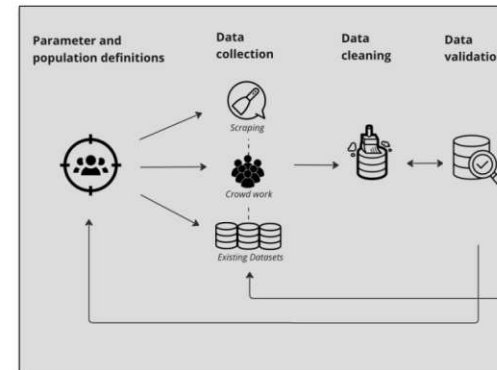 Parameter and
population definitions
Data
collection
Data
cleaning
Data
validatio
Scraping
Crowd work
Existing Datasets